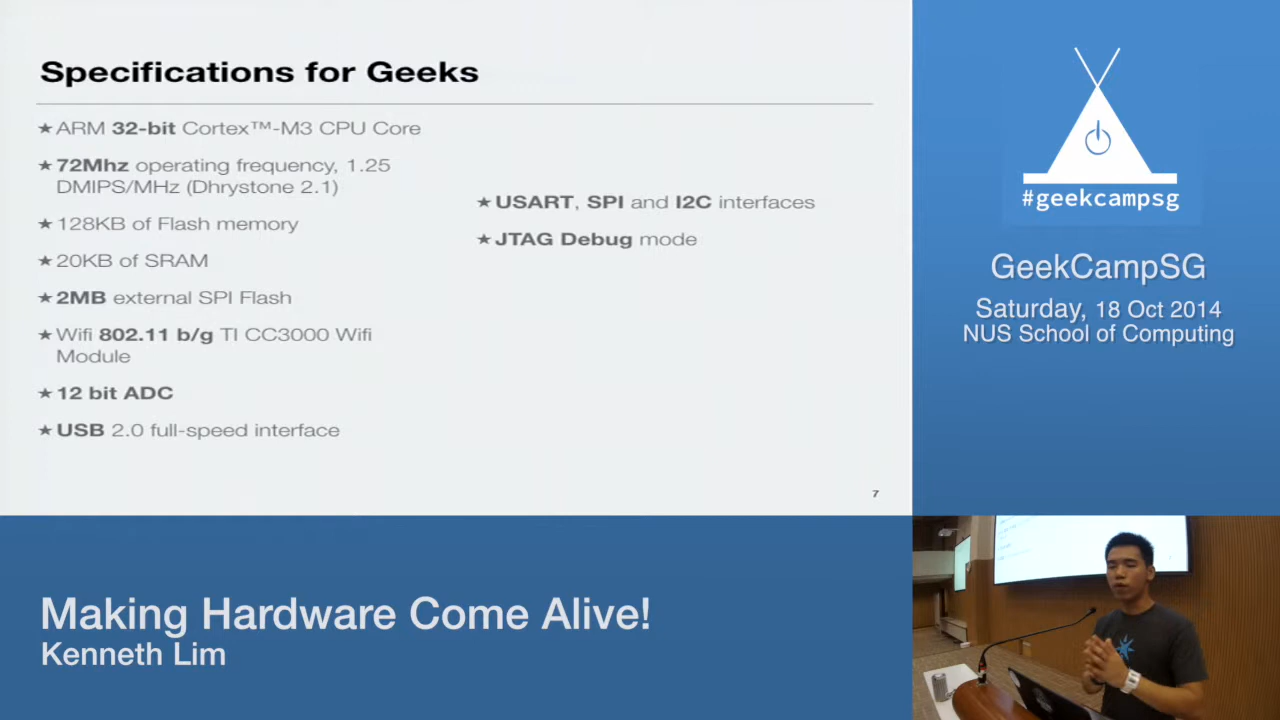 Specifications for Geeks
★ARM 32-bit Cortex™-M3 CPU Core
★72Mhz operating frequency, 1.25
DMIPS/MHz (Dhrystone 2.1)
★128KB of Flash memory
★20KB of SRAM
★2MB external SPI Flash
★Wifi 802.11 b/g TI CC3000 Wifi
Module
★12 bit ADC
★USB 2.0 full-speed interface
★USART, SPI and I2C interfaces
★JTAG Debug mode
7
#geekcampsg
GeekCampSG
Saturday, 18 Oct 2014
NUS School of Computing
Making Hardware Come Alive!
Kenneth Lim